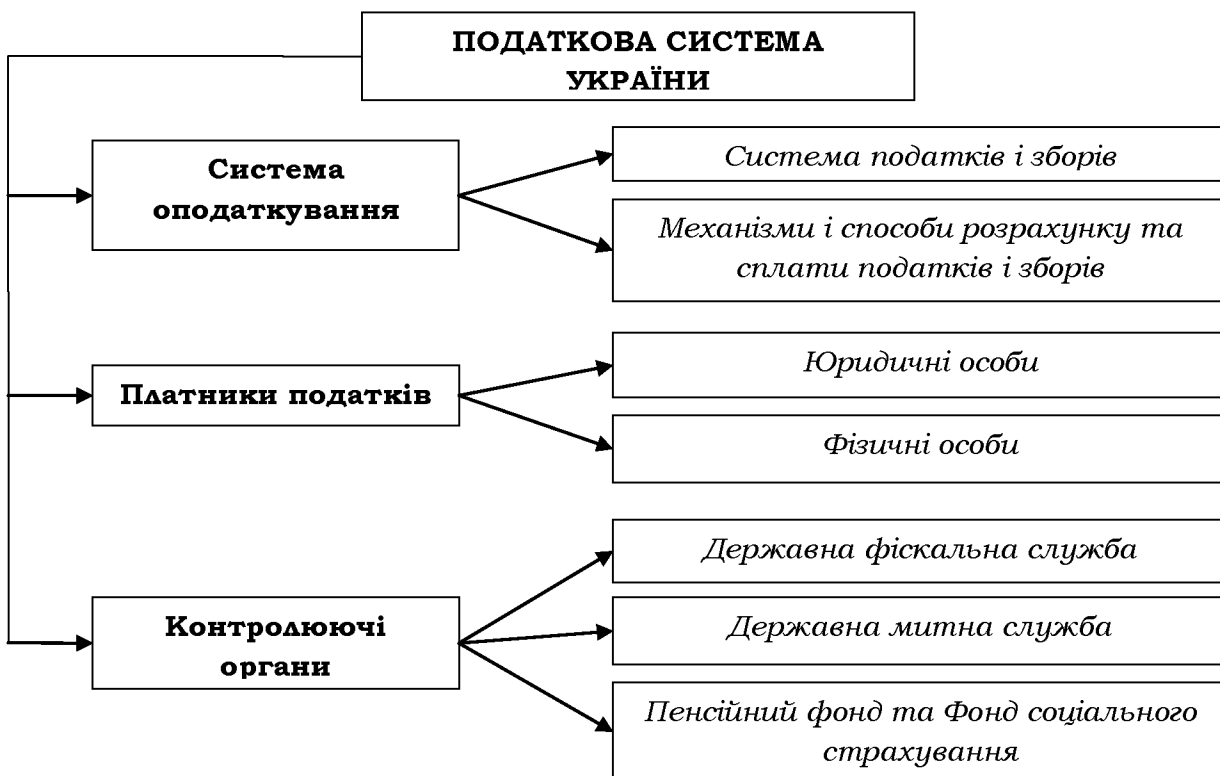 ПОДАТКОВА СИСТЕМА
УКРАЇНИ
Система
оподаткування
Система податків і зборів
Механізми і способи розрахунку та
сплати податків і зборів
Платники податків
Юридичні особи
Фізичні особи
Контролюючі
органи
Державна фіскальна служба
Державна митна служба
Пенсійний фонд та Фонд соціального
страхування